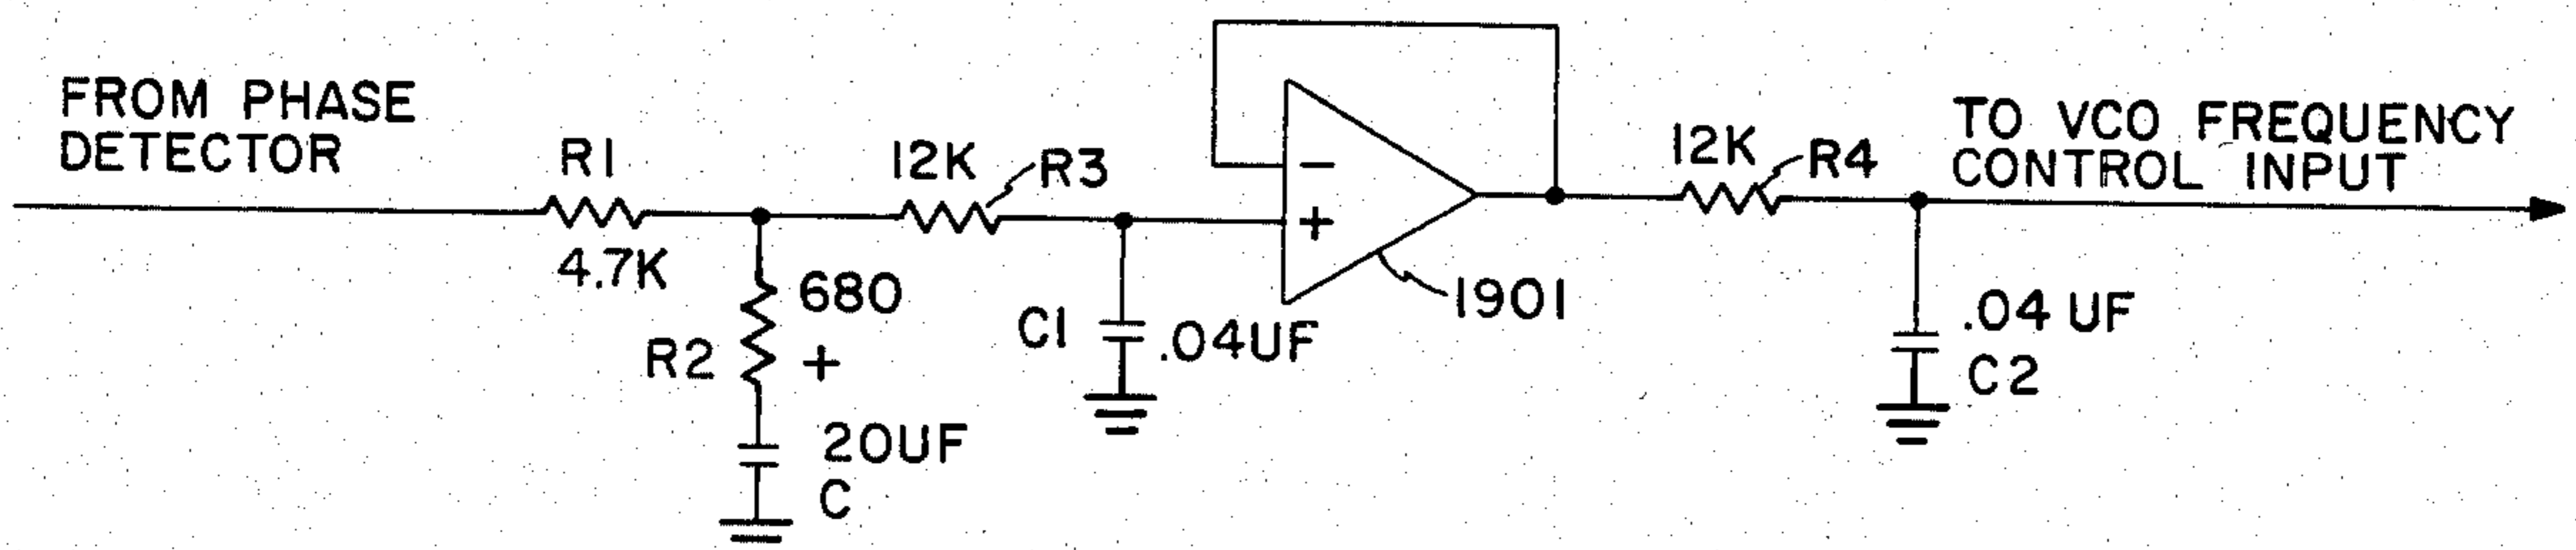 FROM PHASE
DETECTOR
R1
4.7K
12K
R3
680
R2
+
20UF
C
C1
.04UF
-
+
1901
12K
R4
TO VCO FREQUENCY
CONTROL INPUT
.04 UF
C2